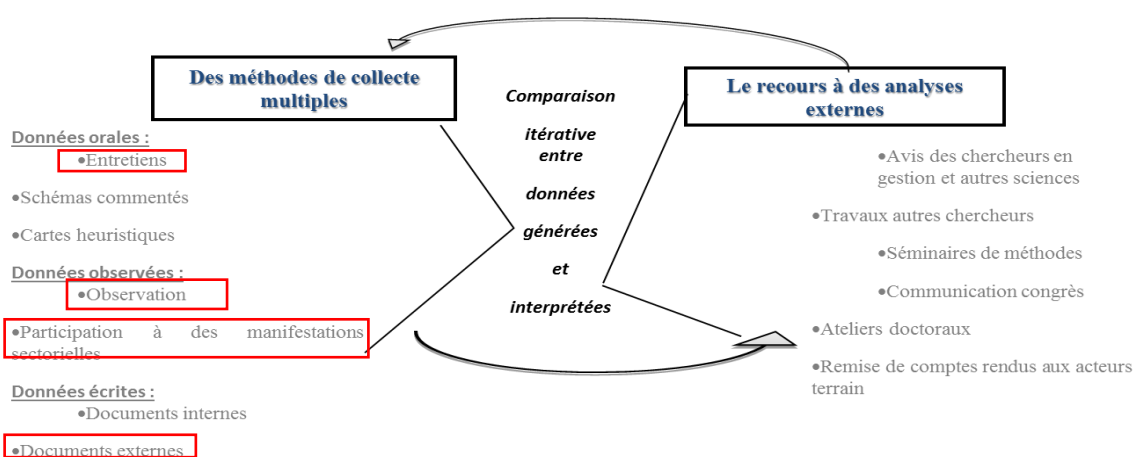 Des méthodes de collecte
multiples
Données orales :
•Entretiens
•Schémas commentés
•Cartes heuristiques
Données observées :
•Observation
•Participation à des manifestations
sectorielles
Données écrites :
•Documents internes
•Documents externes
Comparaison
itérative
entre
données
générées
et
interprétées
Le recours à des analyses
externes
•Avis des chercheurs en
gestion et autres sciences
•Travaux autres chercheurs
•Séminaires de méthodes
•Communication congrès
•Ateliers doctoraux
•Remise de comptes rendus aux acteurs
terrain